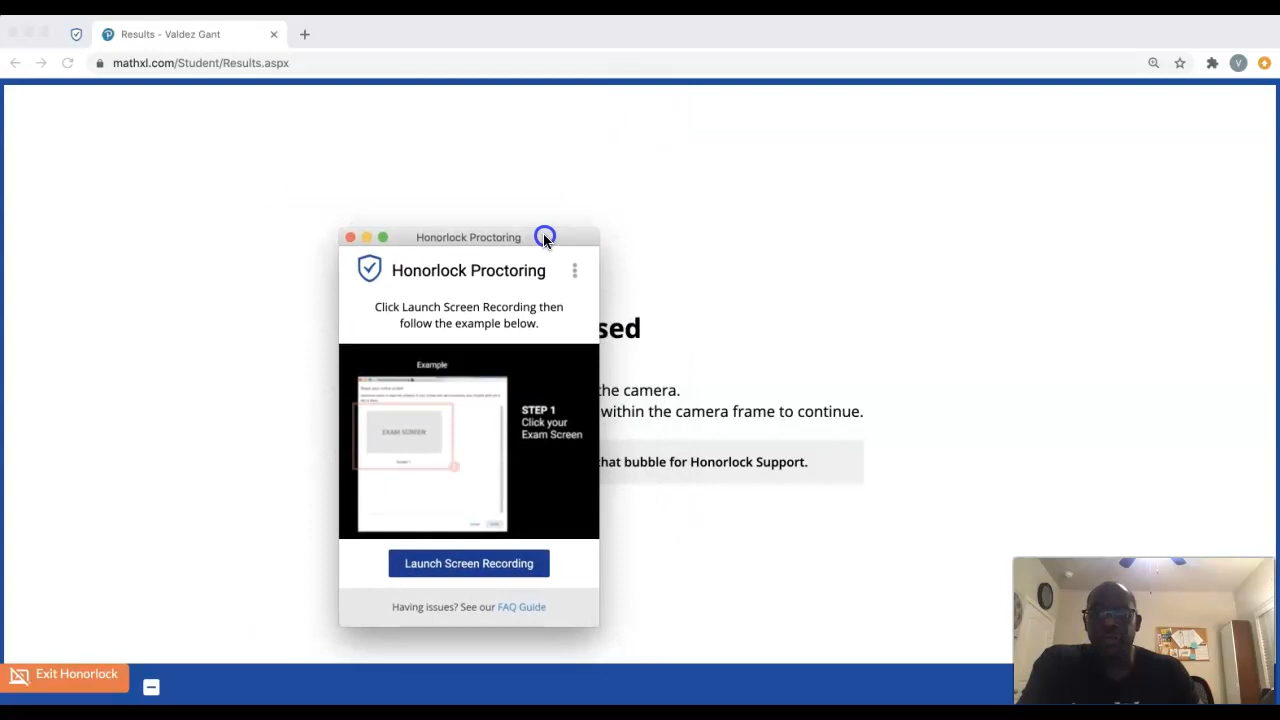 Results - Valdez Gant
mathxl.com/Student/Results.aspx
V
Honorlock Proctoring
Honorlock Proctoring
Click Launch Screen Recording then
follow the example below.
sed
the camera.
within the camera frame to continue.
that bubble for Honorlock Support.
Example
EXAM SCREEN
STEP 1
Click your
Exam Screen
Launch Screen Recording
Having issues? See our FAQ Guide
Exit Honorlock